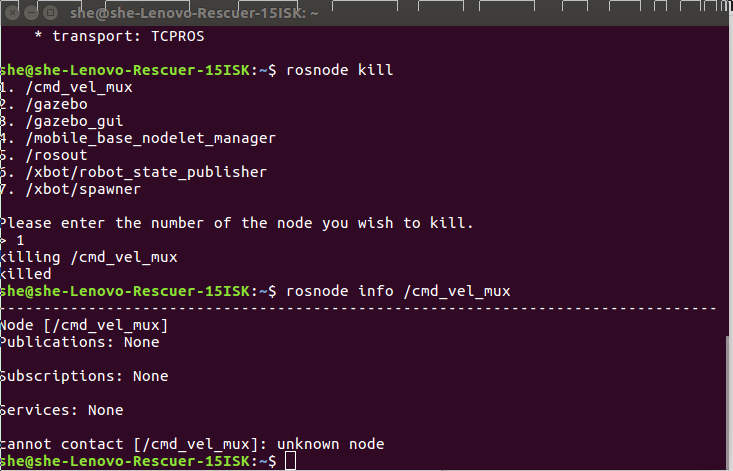 she@she-Lenovo-Rescuer-15ISK: ~
* transport: TCPROS
she@she-Lenovo-Rescuer-15ISK:~$ rosnode kill
1. /cmd_vel_mux
2. /gazebo
3. /gazebo_gui
4. /mobile_base_nodelet_manager
5. /rosout
6. /xbot/robot_state_publisher
7. /xbot/spawner
Please enter the number of the node you wish to kill.
> 1
killing /cmd_vel_mux
killed
she@she-Lenovo-Rescuer-15ISK:~$ rosnode info /cmd_vel_mux
--------------------------------------------------------------------------------
Node [/cmd_vel_mux]
Publications: None
Subscriptions: None
Services: None
cannot contact [/cmd_vel_mux]: unknown node
she@she-Lenovo-Rescuer-15ISK:~$